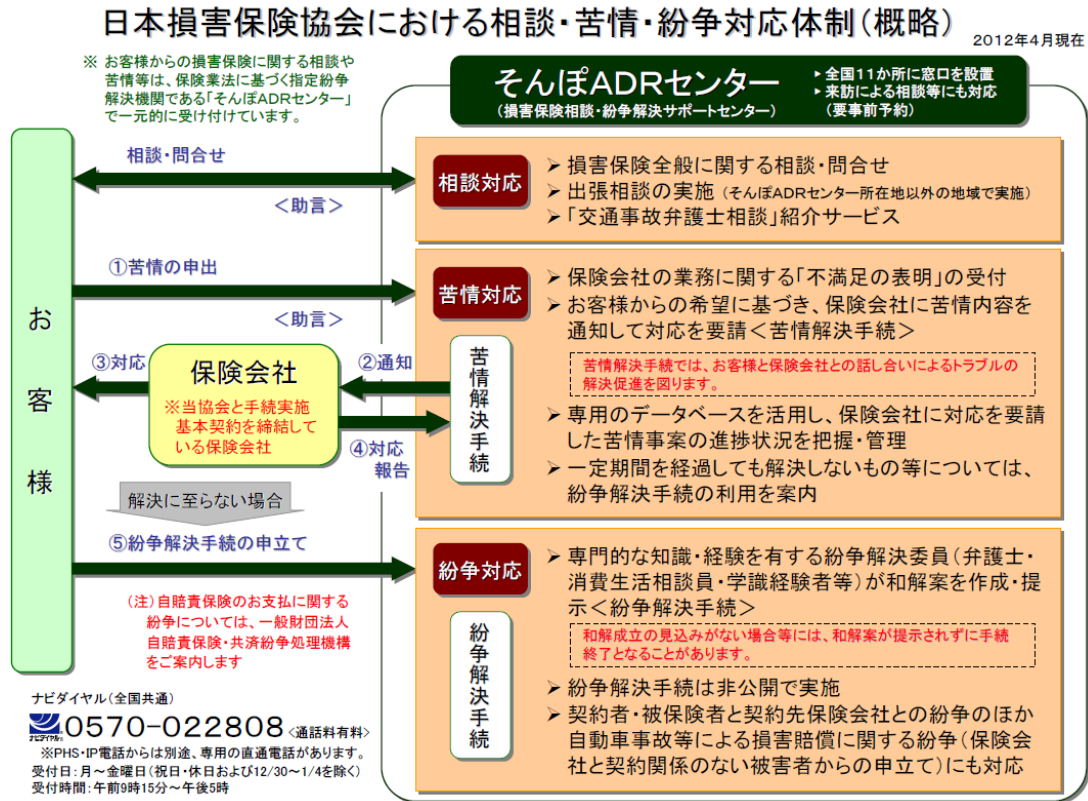 日本損害保険協会における相談・苦情・紛争対応体制（概略）
2012年4月現在
※ お客様からの損害保険に関する相談や
苦情等は、保険業法に基づく指定紛争
解決機関である「そんぽADRセンター」
で一元的に受け付けています。
そんぽADRセンター
（損害保険相談・紛争解決サポートセンター）
▶全国11か所に窓口を設置
▶来訪による相談等にも対応
（要事前予約）
お客様
相談・問合せ
＜助言＞
相談対応
➢損害保険全般に関する相談・問合せ
➢出張相談の実施（そんぽADRセンター所在地以外の地域で実施）
➢「交通事故弁護士相談」紹介サービス
①苦情の申出
＜助言＞
苦情対応
➢保険会社の業務に関する「不満足の表明」の受付
➢お客様からの希望に基づき、保険会社に苦情内容を
通知して対応を要請＜苦情解決手続＞
苦情解決手続では、お客様と保険会社との話し合いによるトラブルの
解決促進を図ります。
➢専用のデータベースを活用し、保険会社に対応を要請
した苦情事案の進捗状況を把握・管理
➢一定期間を経過しても解決しないもの等については、
紛争解決手続の利用を案内
苦情解決手続
③対応
保険会社
※当協会と手続実施
基本契約を締結して
いる保険会社
②通知
④対応
報告
解決に至らない場合
⑤紛争解決手続の申立て
紛争対応
➢専門的な知識・経験を有する紛争解決委員（弁護士・
消費生活相談員・学識経験者等）が和解案を作成・提
示＜紛争解決手続＞
和解成立の見込みがない場合等には、和解案が提示されずに手続
終了となることがあります。
➢紛争解決手続は非公開で実施
➢契約者・被保険者と契約先保険会社との紛争のほか
自動車事故等による損害賠償に関する紛争（保険会
社と契約関係のない被害者からの申立て）にも対応
紛争解決手続
（注）自賠責保険のお支払に関する
紛争については、一般財団法人
自賠責保険・共済紛争処理機構
をご案内します
ナビダイヤル（全国共通）
ナビダイヤル® 0570-022808 ＜通話料有料＞
※PHS・IP電話からは別途、専用の直通電話があります。
受付日：月～金曜日（祝日・休日および12/30～1/4を除く）
受付時間：午前9時15分～午後5時